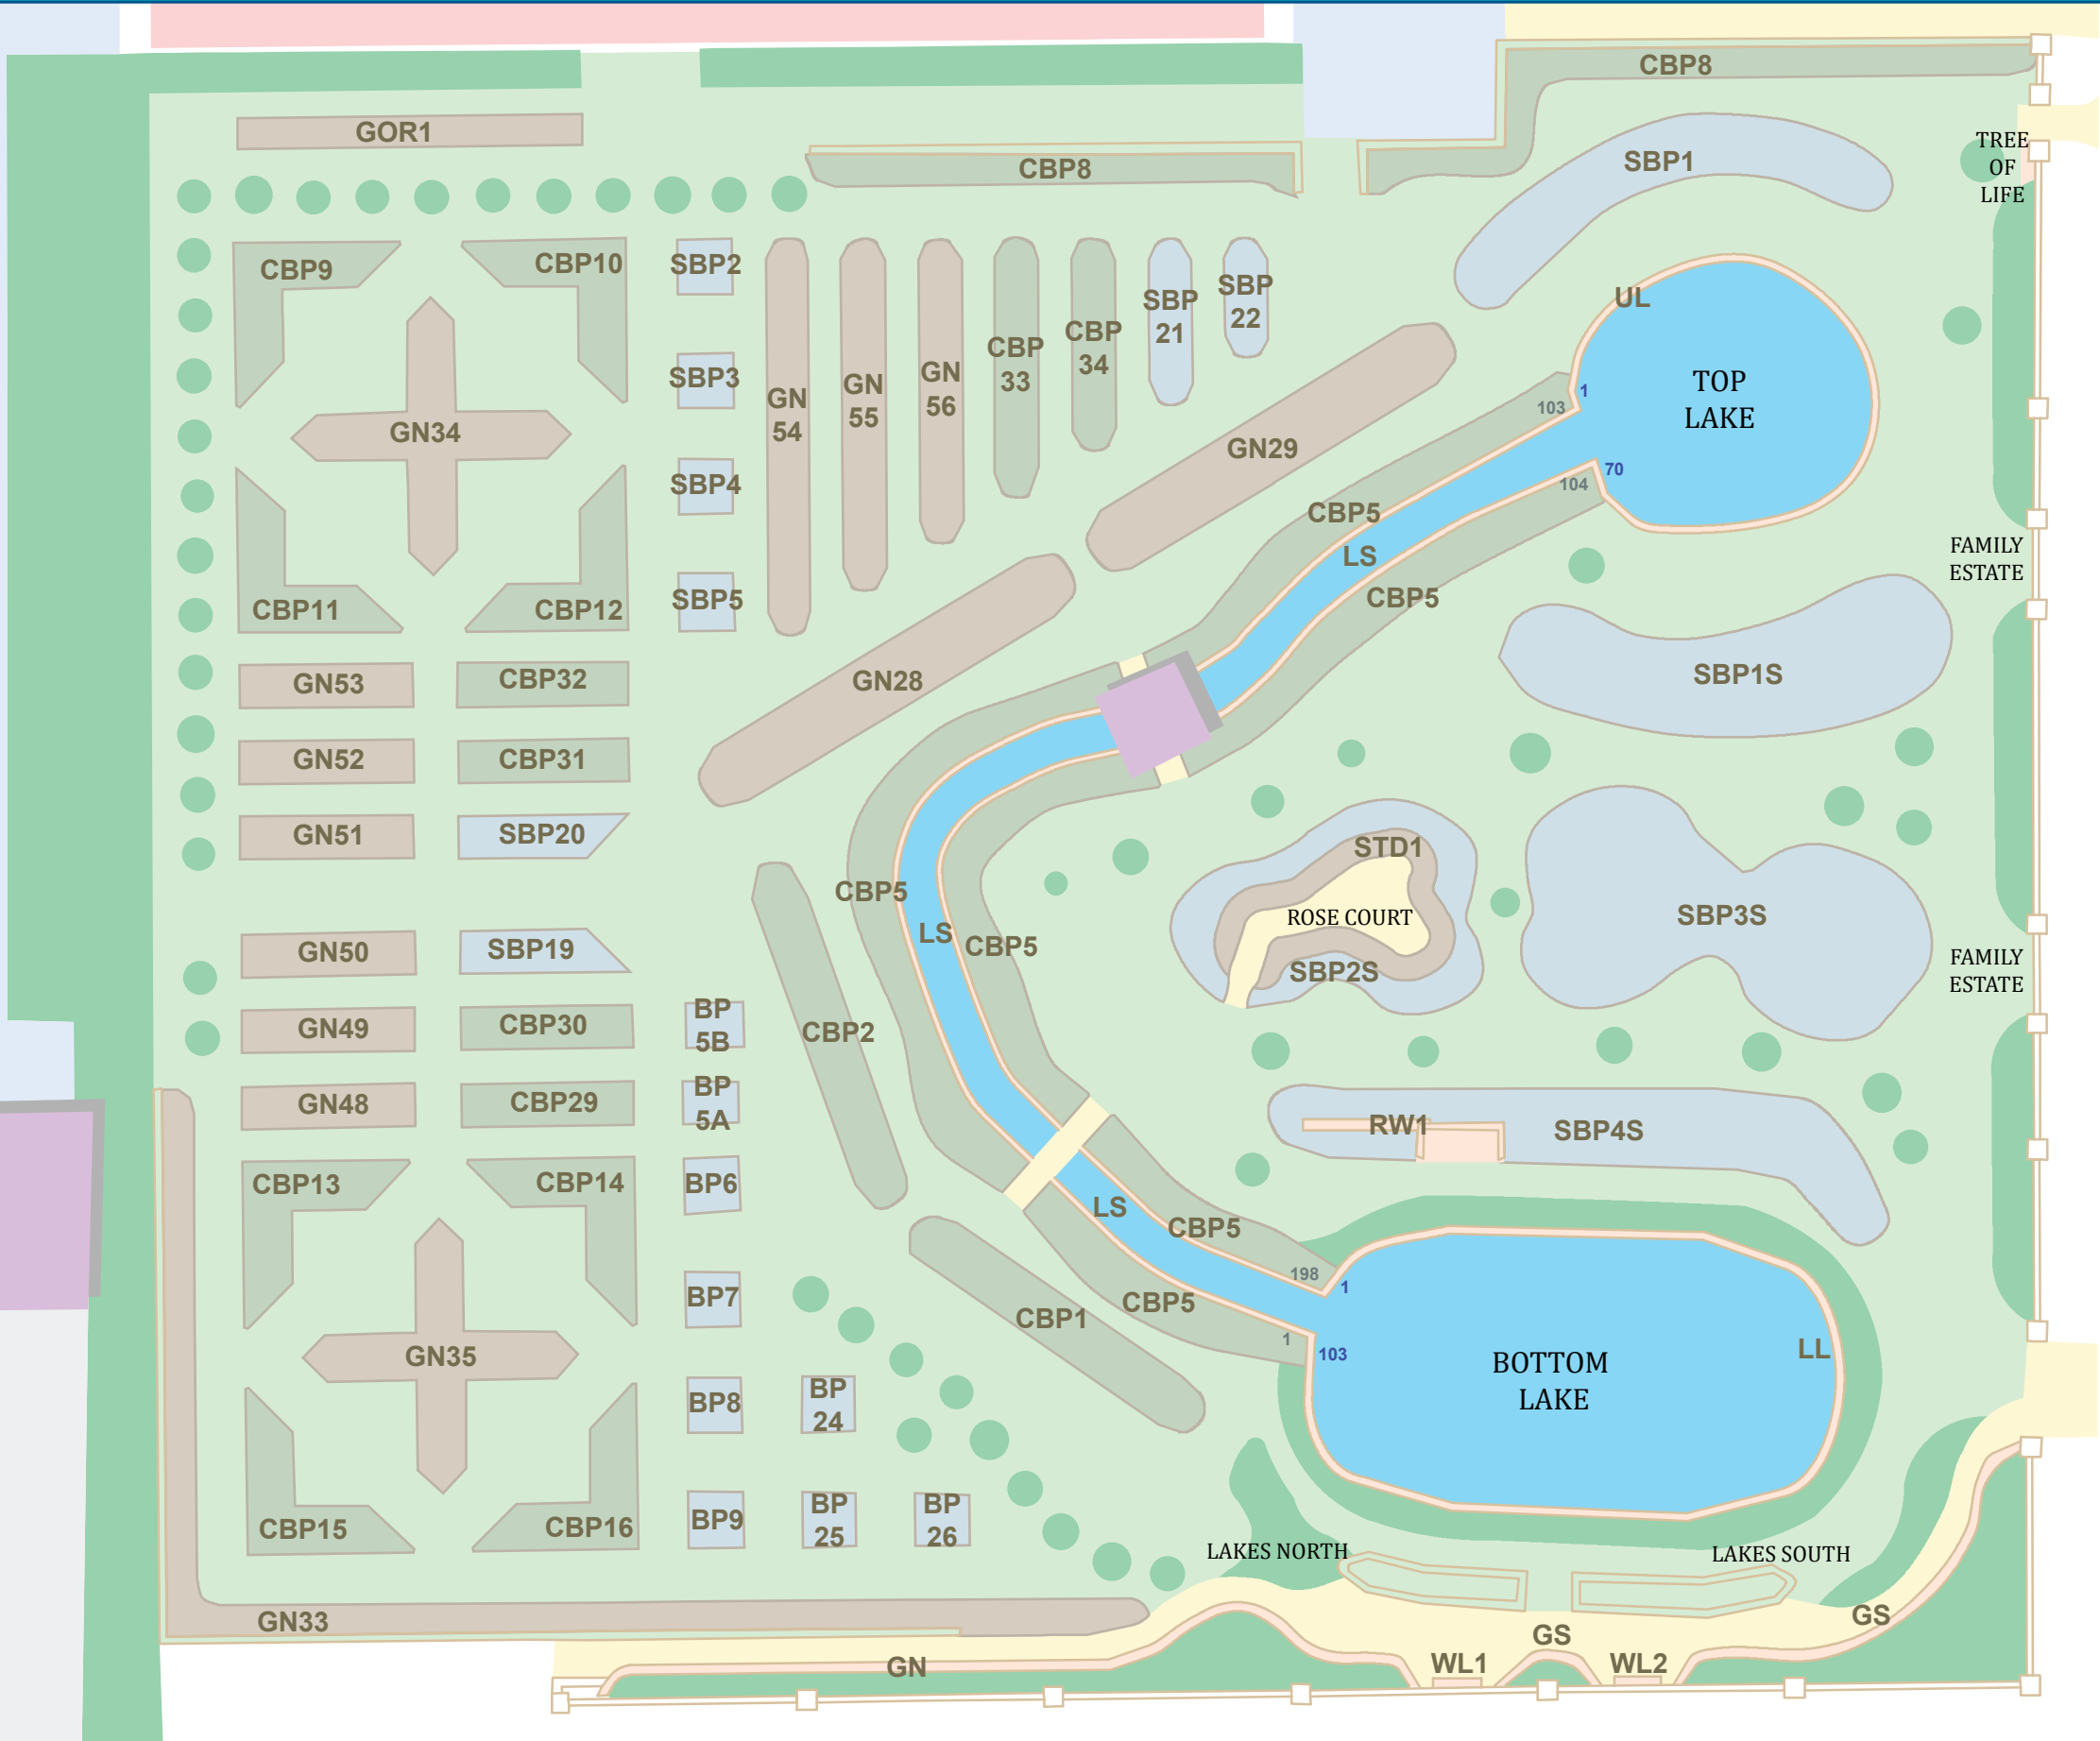 CBP8
GOR1
CBP8
SBP1
TREE
OF
LIFE
CBP9
CBP10
SBP2
SBP
21
SBP
22
UL
SBP3
GN
54
GN
55
GN
56
CBP
33
CBP
34
TOP
LAKE
1
103
GN34
GN29
70
104
SBP4
CBP5
LS
FAMILY
ESTATE
CBP11
CBP12
SBP5
CBP5
GN53
CBP32
GN28
SBP1S
GN52
CBP31
GN51
SBP20
STD1
CBP5
ROSE COURT
SBP3S
LS
CBP5
GN50
SBP19
SBP2S
FAMILY
ESTATE
GN49
CBP30
BP
5B
CBP2
GN48
CBP29
BP
5A
RW1
SBP4S
CBP13
CBP14
BP6
LS
CBP5
198
1
BP7
CBP5
CBP1
1
103
GN35
BOTTOM
LAKE
LL
BP8
BP
24
CBP15
CBP16
BP9
BP
25
BP
26
LAKES NORTH
LAKES SOUTH
GN33
GS
GS
GN
WL1
WL2